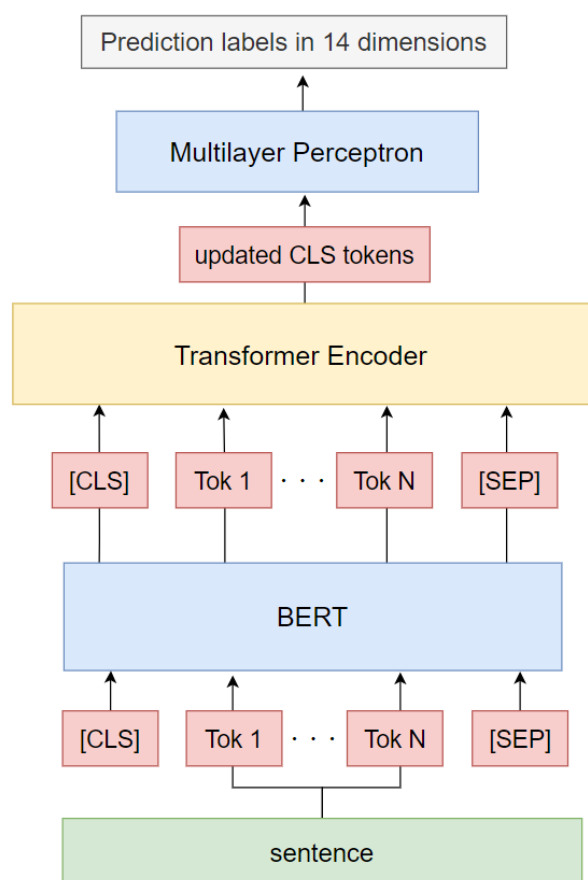 Prediction labels in 14 dimensions
Multilayer Perceptron
updated CLS tokens
Transformer Encoder
[CLS] Tok 1 · · · Tok N [SEP]
BERT
[CLS] Tok 1 · · · Tok N [SEP]
sentence